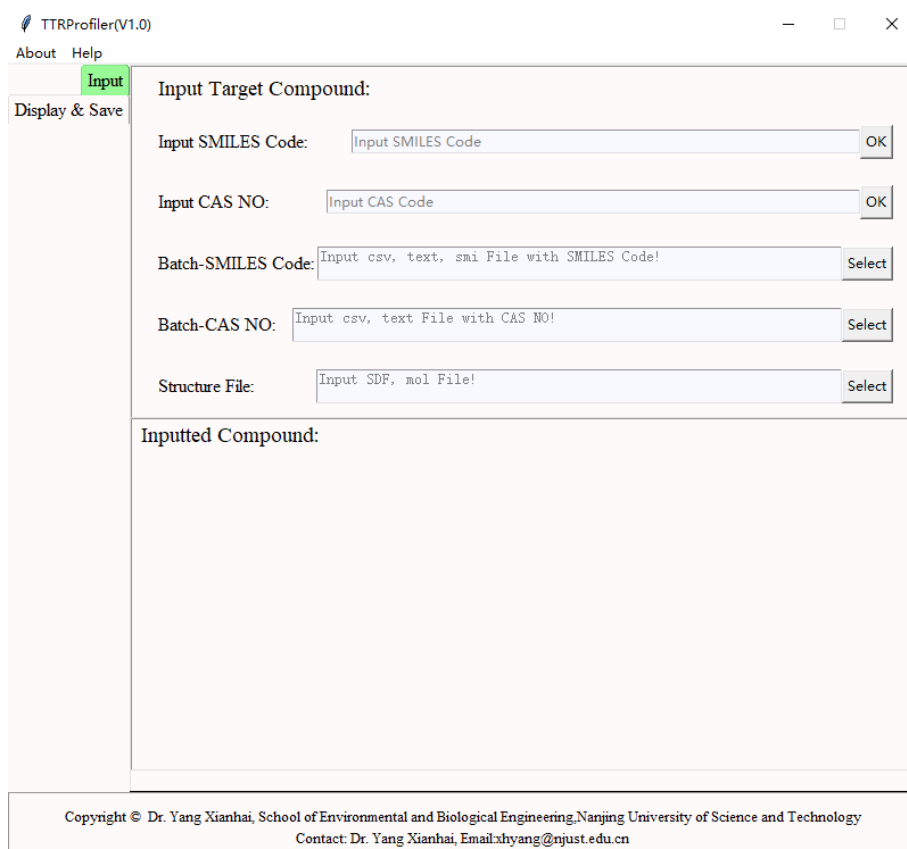 TTRProfiler(V1.0)
About Help
Input
Display & Save
Input Target Compound:
Input SMILES Code: Input SMILES Code OK
Input CAS NO: Input CAS Code OK
Batch-SMILES Code: Input csv, text, smi File with SMILES Code! Select
Batch-CAS NO: Input csv, text File with CAS NO! Select
Structure File: Input SDF, mol File! Select
Inputted Compound:
Copyright © Dr. Yang Xianhai, School of Environmental and Biological Engineering,Nanjing University of Science and Technology
Contact: Dr. Yang Xianhai, Email:xhyang@njust.edu.cn